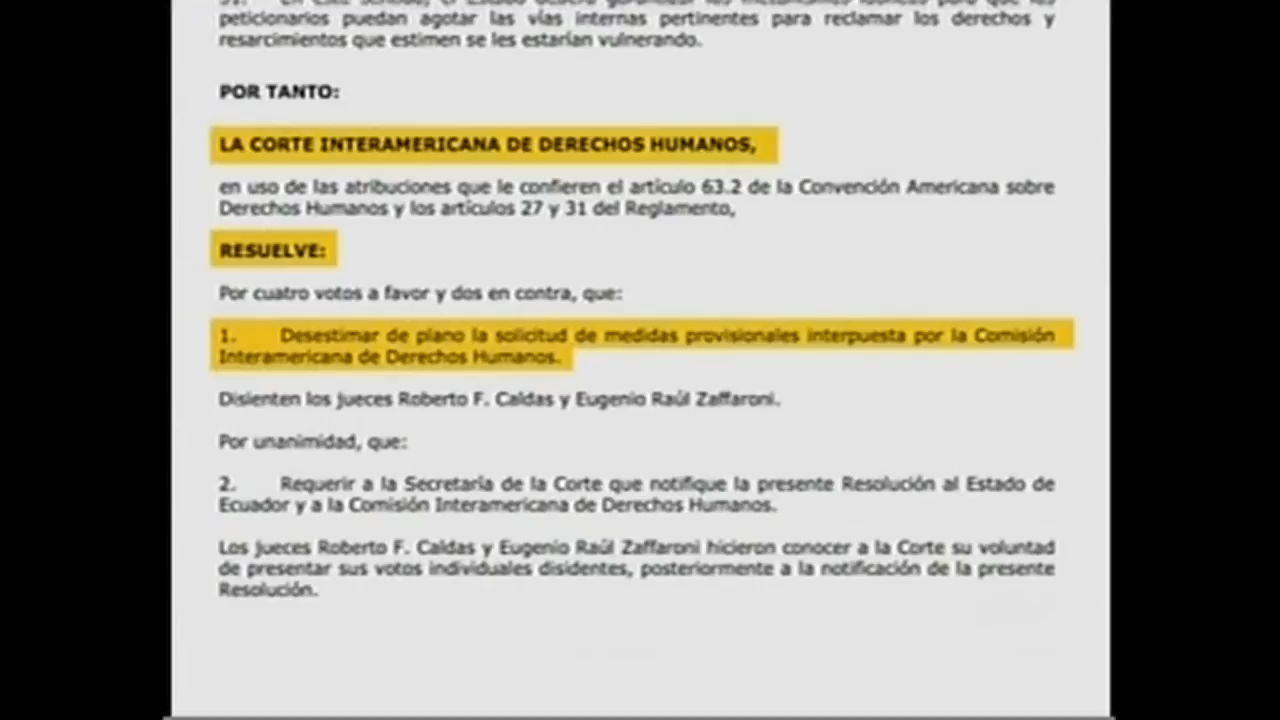 peticionarios puedan agotar las vías internas pertinentes para reclamar los derechos y
resarcimientos que estimen se les estarían vulnerando.
POR TANTO:
LA CORTE INTERAMERICANA DE DERECHOS HUMANOS,
en uso de las atribuciones que le confieren el artículo 63.2 de la Convención Americana sobre
Derechos Humanos y los artículos 27 y 31 del Reglamento,
RESUELVE:
Por cuatro votos a favor y dos en contra, que:
1. Desestimar de plano la solicitud de medidas provisionales interpuesta por la Comisión
Interamericana de Derechos Humanos.
Disienten los jueces Roberto F. Caldas y Eugenio Raúl Zaffaroni.
Por unanimidad, que:
2. Requerir a la Secretaría de la Corte que notifique la presente Resolución al Estado de
Ecuador y a la Comisión Interamericana de Derechos Humanos.
Los jueces Roberto F. Caldas y Eugenio Raúl Zaffaroni hicieron conocer a la Corte su voluntad
de presentar sus votos individuales disidentes, posteriormente a la notificación de la presente
Resolución.